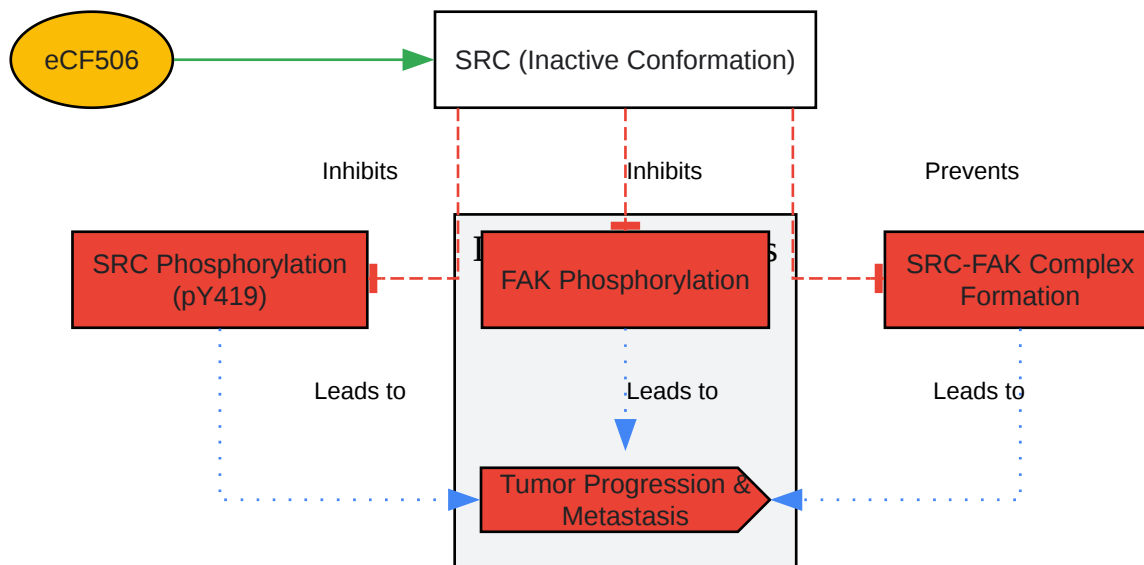 eCF506
SRC (Inactive Conformation)
Inhibits
Inhibits
Prevents
SRC Phosphorylation
(pY419)
FAK Phosphorylation
SRC-FAK Complex
Formation
Leads to
Leads to
Leads to
Tumor Progression &
Metastasis